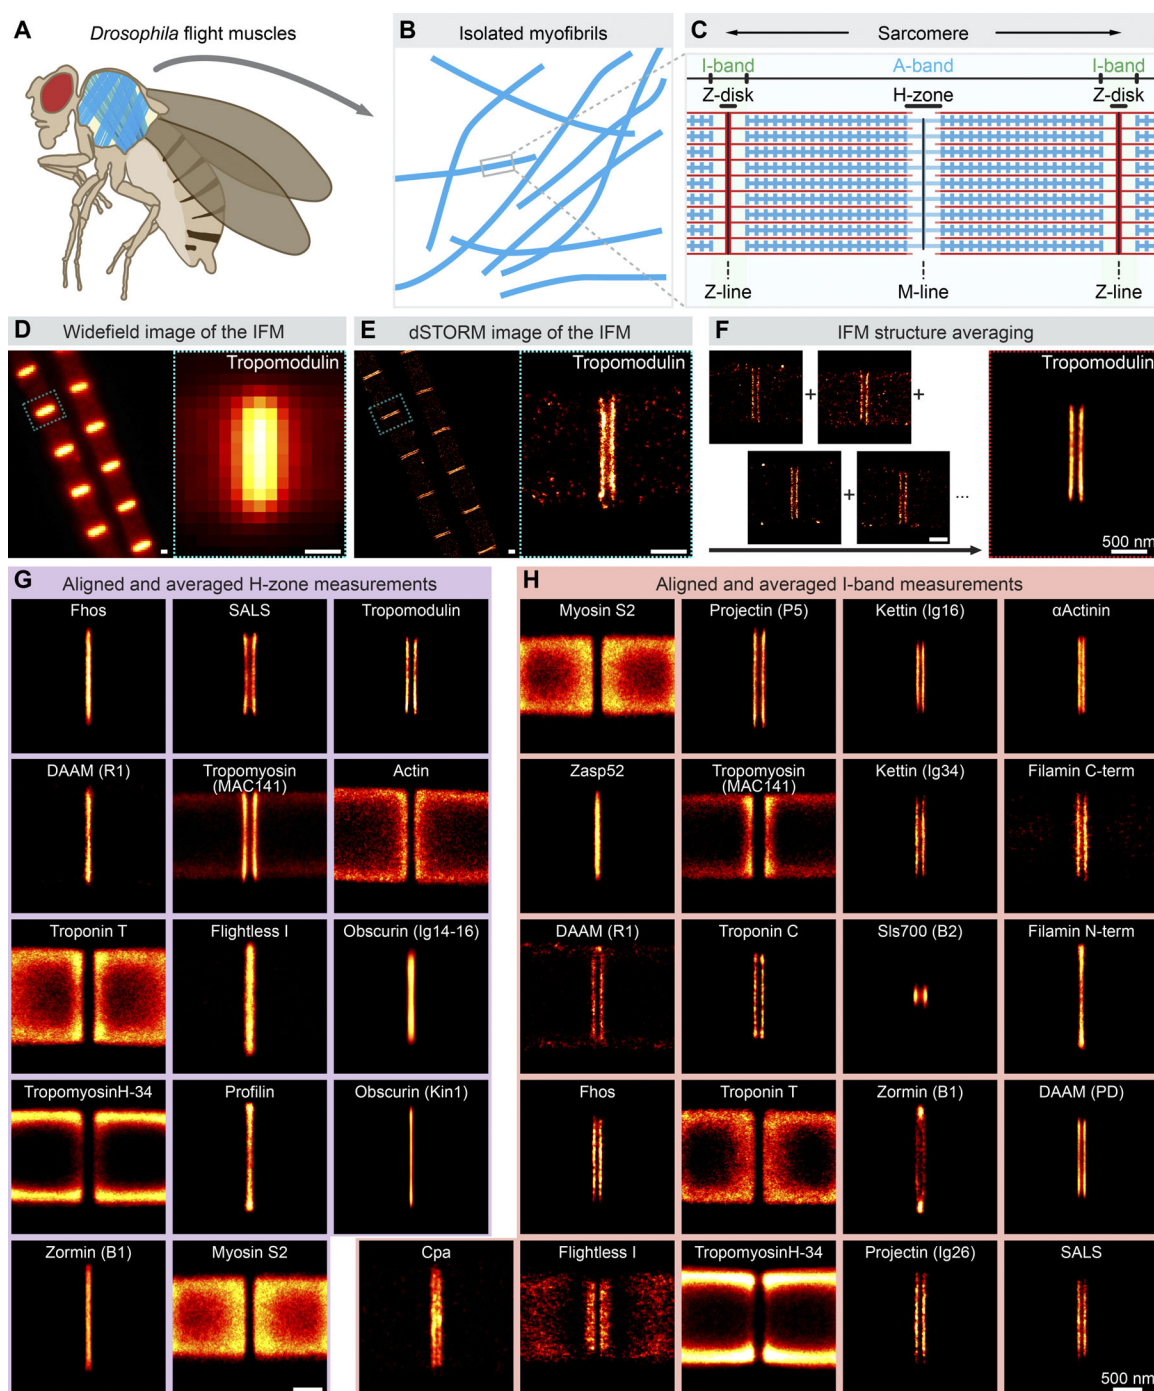 A
Drosophila flight muscles
B
Isolated myofibrils
C
Sarcomere
I-band
A-band
I-band
Z-disk
H-zone
Z-disk
Z-line
M-line
Z-line
D
Widefield image of the IFM
Tropomodulin
E
dSTORM image of the IFM
Tropomodulin
F
IFM structure averaging
+
+
+
...
Tropomodulin
500 nm
G
Aligned and averaged H-zone measurements
Fhos
SALS
Tropomodulin
DAAM (R1)
Tropomyosin
(MAC141)
Actin
Troponin T
Flightless I
Obscurin (Ig14-16)
TropomyosinH-34
Profilin
Obscurin (Kin1)
Zormin (B1)
Myosin S2
H
Aligned and averaged I-band measurements
Myosin S2
Projectin (P5)
Kettin (Ig16)
αActinin
Zasp52
Tropomyosin
(MAC141)
Kettin (Ig34)
Filamin C-term
DAAM (R1)
Troponin C
Sls700 (B2)
Filamin N-term
Fhos
Troponin T
Zormin (B1)
DAAM (PD)
Cpa
Flightless I
TropomyosinH-34
Projectin (Ig26)
SALS
500 nm